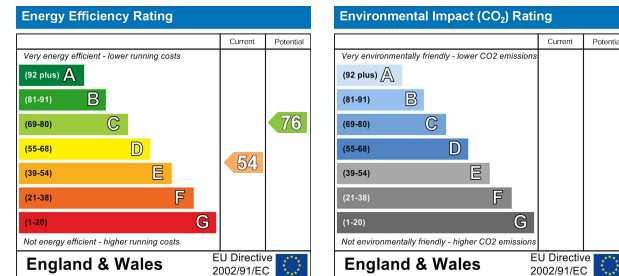 Energy Efficiency Rating
Current Potential
Very energy efficient - lower running costs
(92 plus) A
(81-91) B
(69-80) C
76
(55-68) D
54
(39-54) E
(21-38) F
(1-20) G
Not energy efficient - higher running costs
England & Wales
EU Directive
2002/91/EC
Environmental Impact (CO2) Rating
Current Potential
Very environmentally friendly - lower CO2 emissions
(92 plus) A
(81-91) B
(69-80) C
(55-68) D
(39-54) E
(21-38) F
(1-20) G
Not environmentally friendly - higher CO2 emissions
England & Wales
EU Directive
2002/91/EC